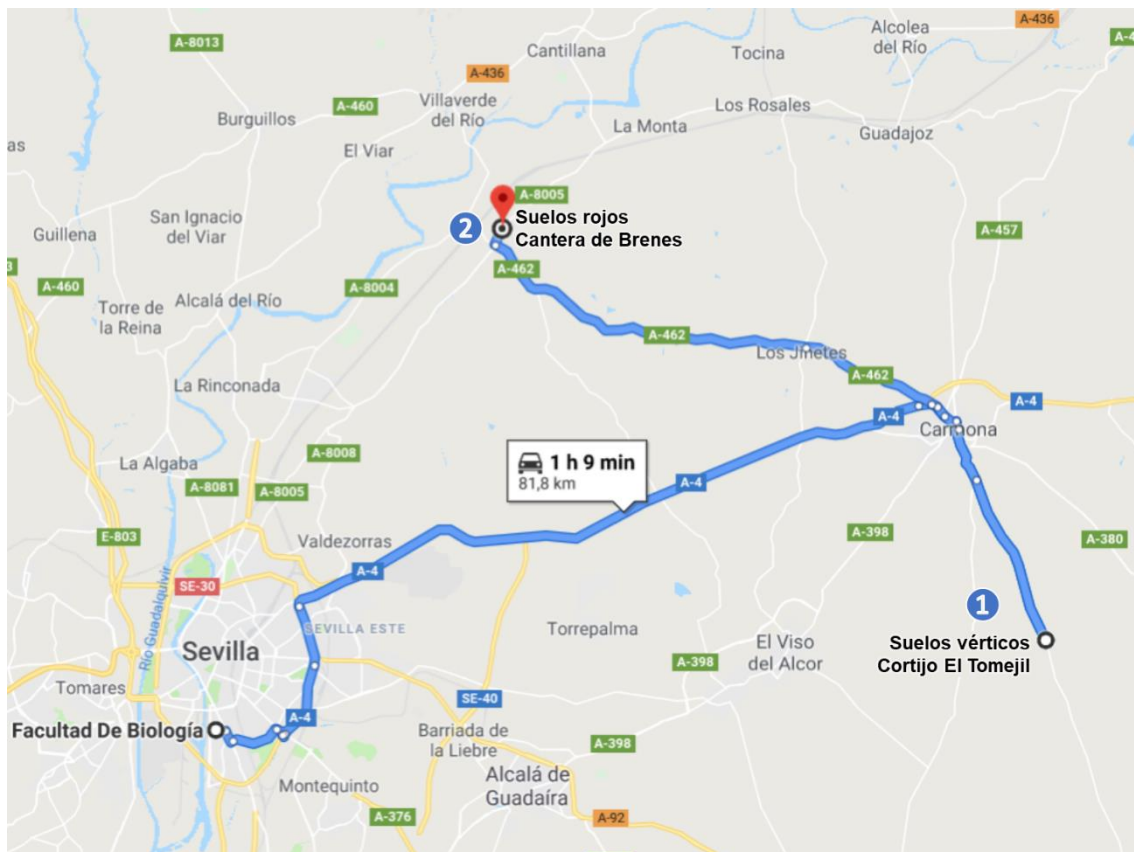 A-436
Alcolea
del Río
A-4
A-8013
Cantillana
Tocina
A-436
A-460
Villaverde
del Río
Los Rosales
Burguillos
La Monta
Guadajoz
El Viar
as
A-8005
2
Suelos rojos
Cantera de Brenes
San Ignacio
del Viar
Guillena
A-457
3
A-462
A-460
A-8004
Alcalá del Río
Torre de
la Reina
A-462
Los Jinetes
La Rinconada
A-462
A-4
A-4
Carmona
1 h 9 min
81,8 km
La Algaba
A-8008
A-4
A-8081
A-8005
E-803
Valdezorras
A-398
A-380
A-4
SE-30
Río Guadalquivir
1
SEVILLA ESTE
Torrepalma
Sevilla
El Viso
del Alcor
Suelos vérticos
Cortijo El Tomejil
A-398
Tomares
SE-40
A-4
Facultad De Biología
Barriada de
la Liebre
A-398
Montequinto
Alcalá de
Guadaíra
A-376
A-92